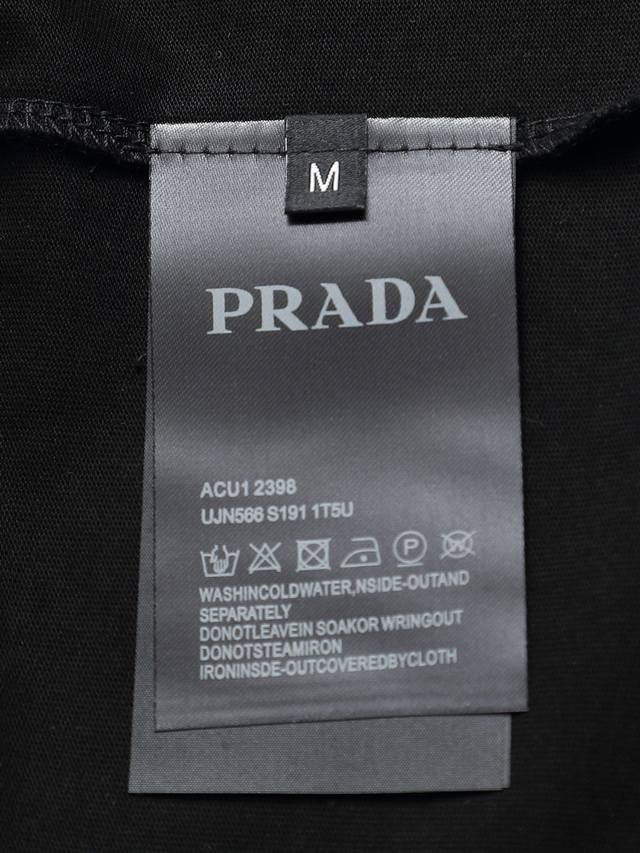 M
PRADA
ACU1 2398
UJN566 S191 1T5U
P
WASHINCOLDWATER,NSIDE-OUTAND
SEPARATELY
DONOTLEAVEIN SOAKOR WRINGOUT
DONOTSTEAMIRON
IRONINSDE-OUTCOVEREDBYCLOTH